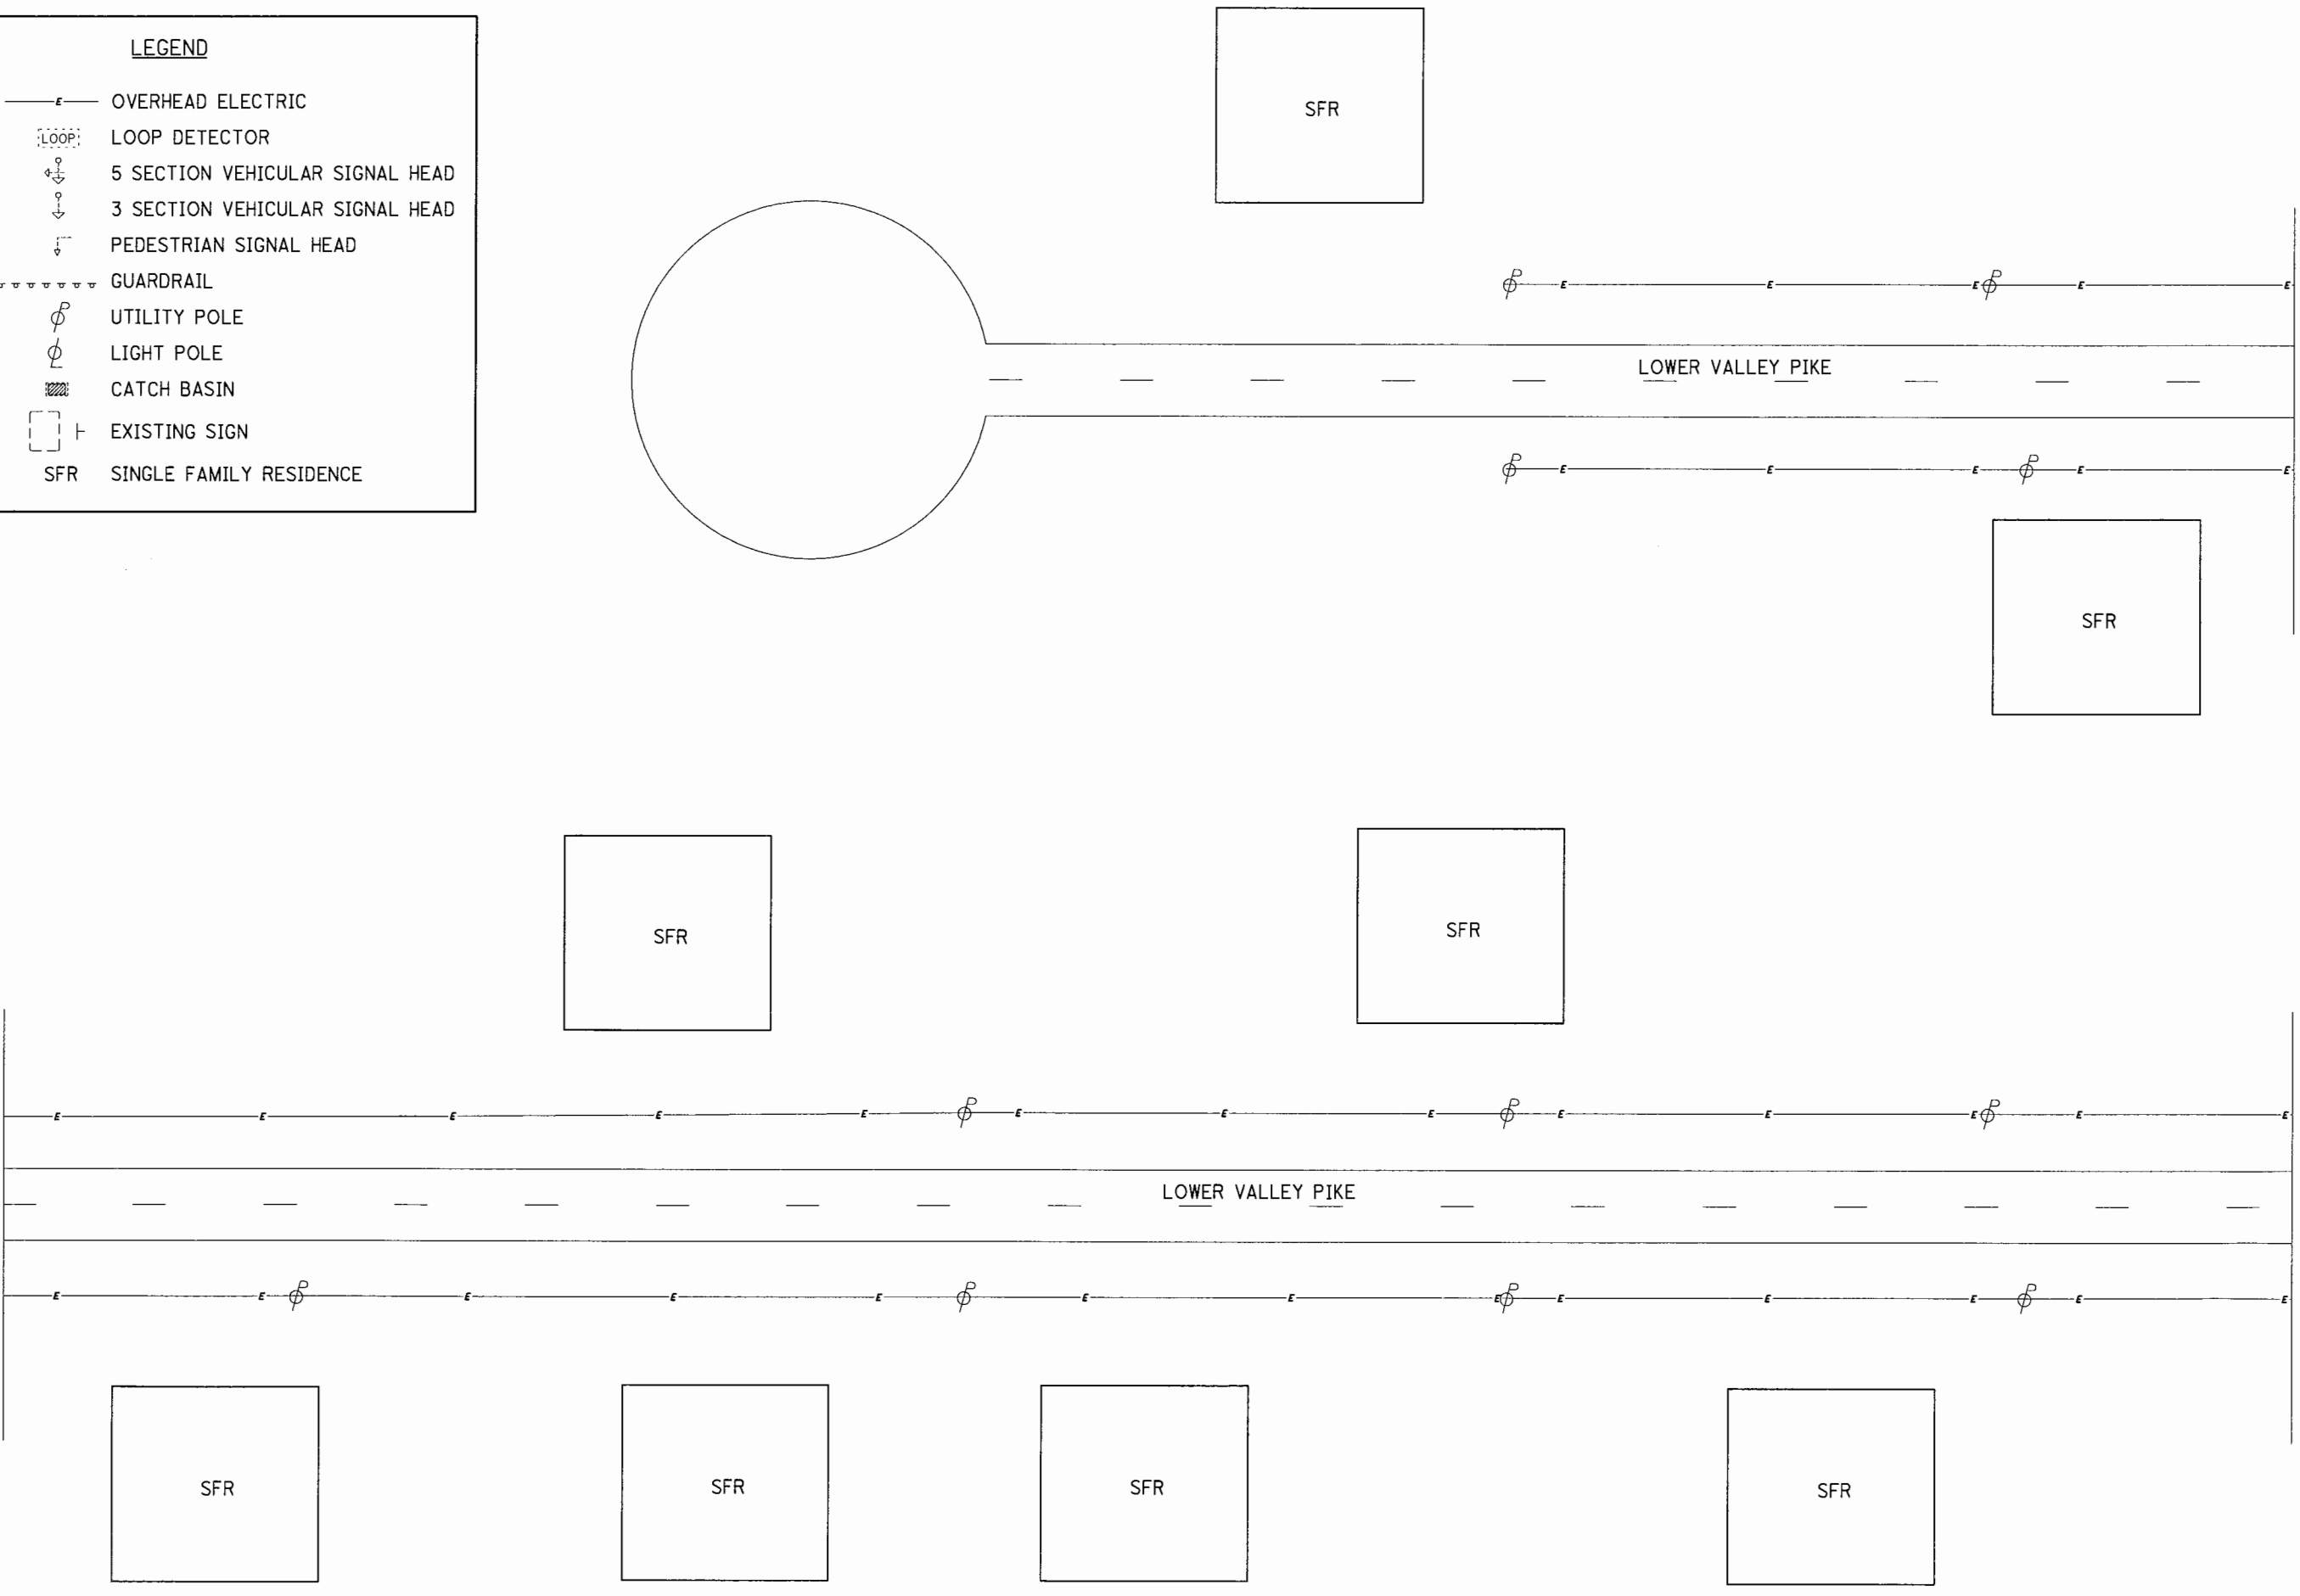 LEGEND
E OVERHEAD ELECTRIC
LOOP LOOP DETECTOR
5 SECTION VEHICULAR SIGNAL HEAD
3 SECTION VEHICULAR SIGNAL HEAD
PEDESTRIAN SIGNAL HEAD
GUARDRAIL
UTILITY POLE
LIGHT POLE
CATCH BASIN
EXISTING SIGN
SFR SINGLE FAMILY RESIDENCE
SFR
E E E E E
LOWER VALLEY PIKE
E E E E E
SFR
SFR
SFR
E E E E E E E E E E E E E
LOWER VALLEY PIKE
E E E E E E E E E E E E E
SFR
SFR
SFR
SFR